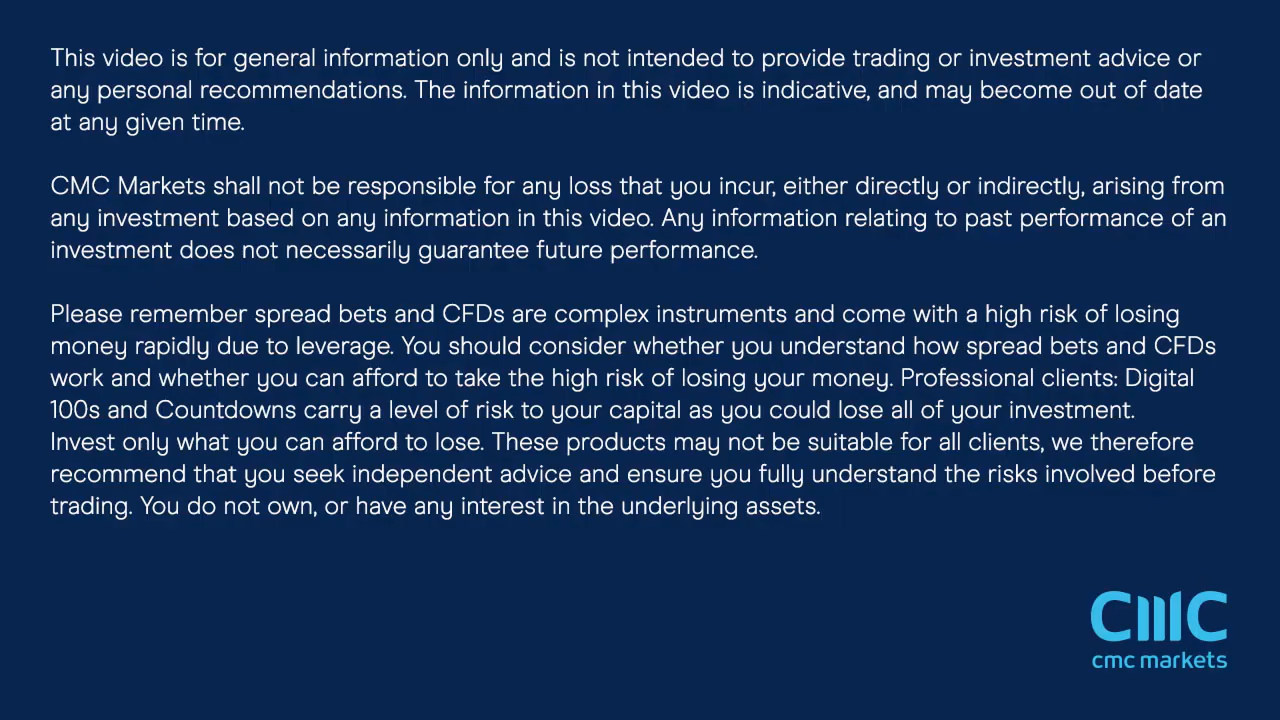 This video is for general information only and is not intended to provide trading or investment advice or
any personal recommendations. The information in this video is indicative, and may become out of date
at any given time.
CMC Markets shall not be responsible for any loss that you incur, either directly or indirectly, arising from
any investment based on any information in this video. Any information relating to past performance of an
investment does not necessarily guarantee future performance.
Please remember spread bets and CFDs are complex instruments and come with a high risk of losing
money rapidly due to leverage. You should consider whether you understand how spread bets and CFDs
work and whether you can afford to take the high risk of losing your money. Professional clients: Digital
100s and Countdowns carry a level of risk to your capital as you could lose all of your investment.
Invest only what you can afford to lose. These products may not be suitable for all clients, we therefore
recommend that you seek independent advice and ensure you fully understand the risks involved before
trading. You do not own, or have any interest in the underlying assets.
CMC
cmc markets